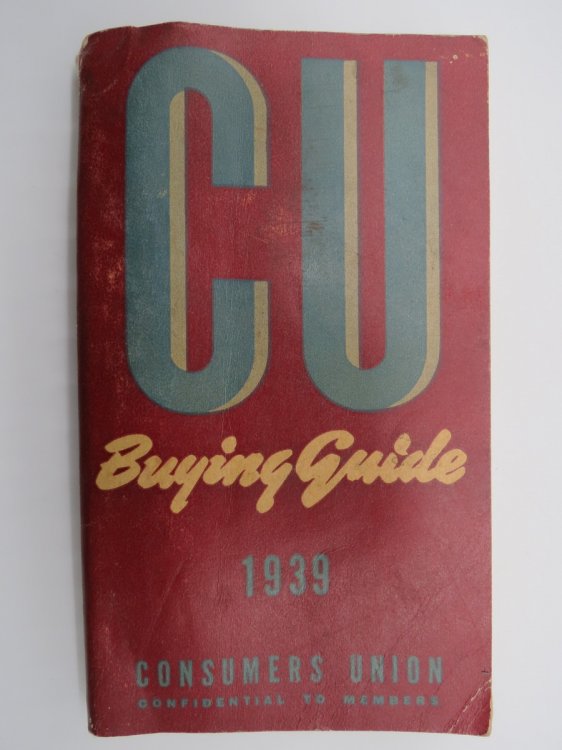 CU
Buying Guide
1939
CONSUMERS UNION
CONFIDENTIAL TO MEMBERS